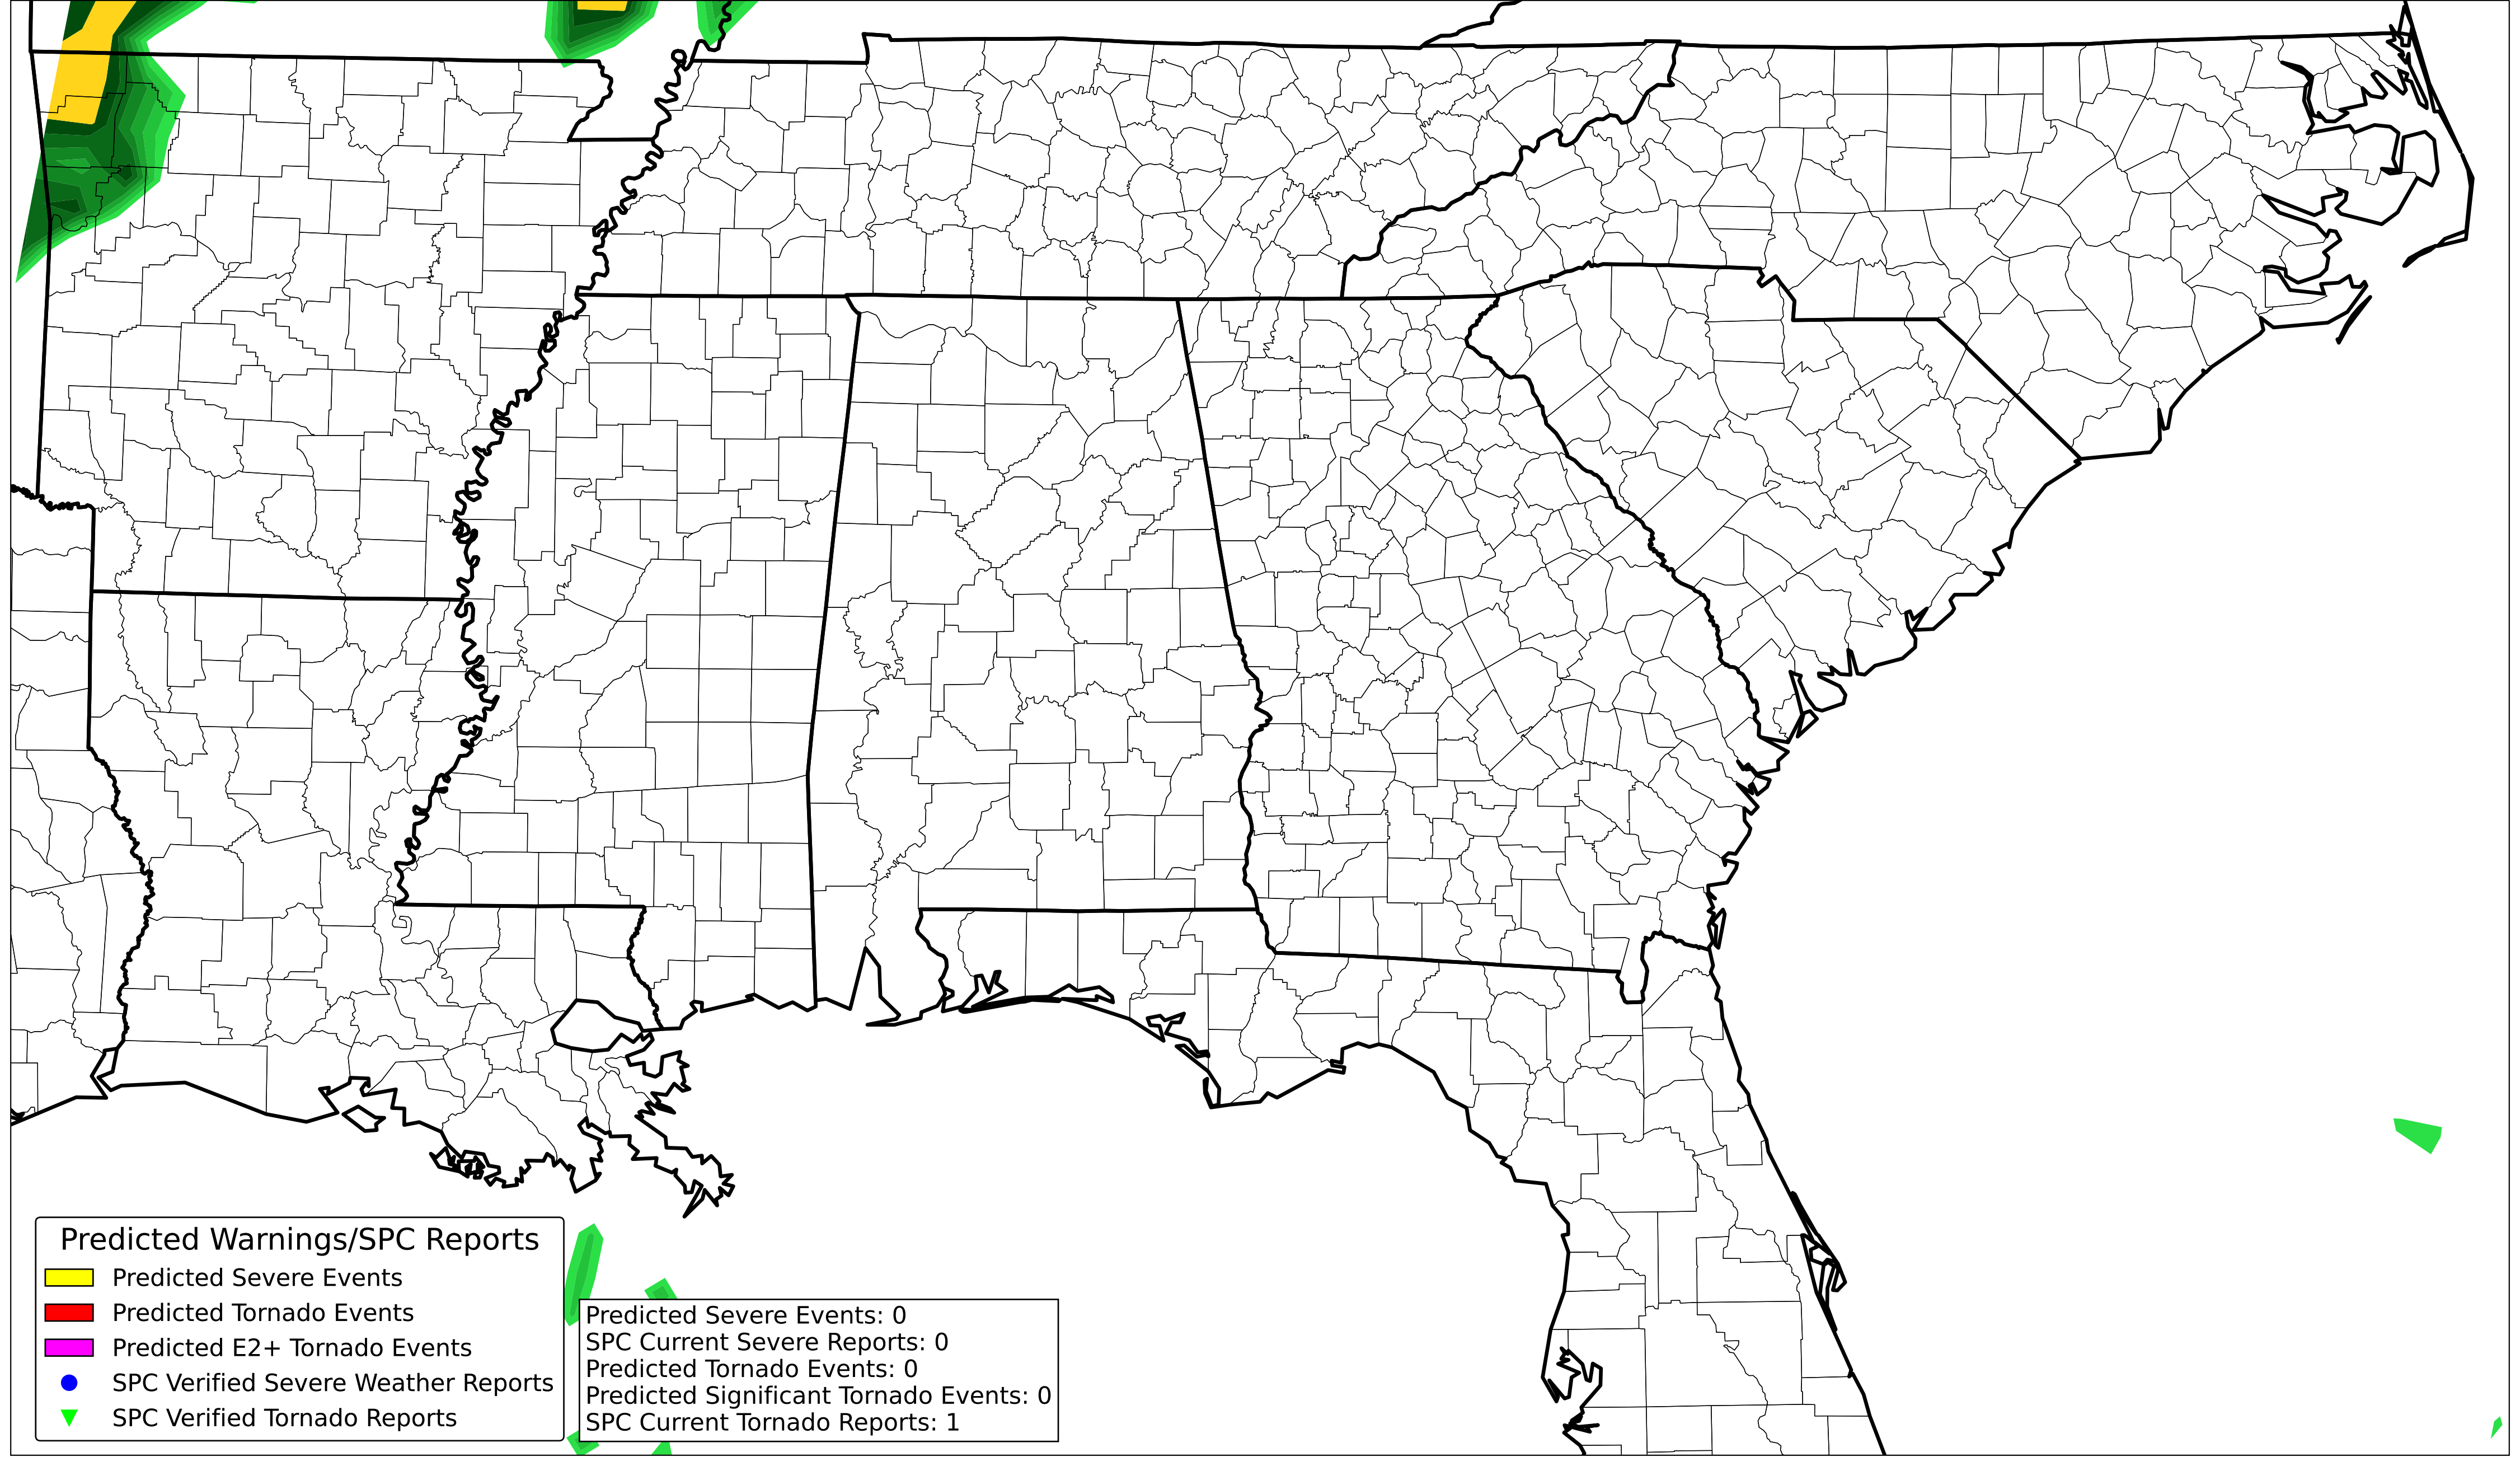 Predicted Warnings/SPC Reports
Predicted Severe Events
Predicted Tornado Events
Predicted E2+ Tornado Events
SPC Verified Severe Weather Reports
SPC Verified Tornado Reports
Predicted Severe Events: 0
SPC Current Severe Reports: 0
Predicted Tornado Events: 0
Predicted Significant Tornado Events: 0
SPC Current Tornado Reports: 1